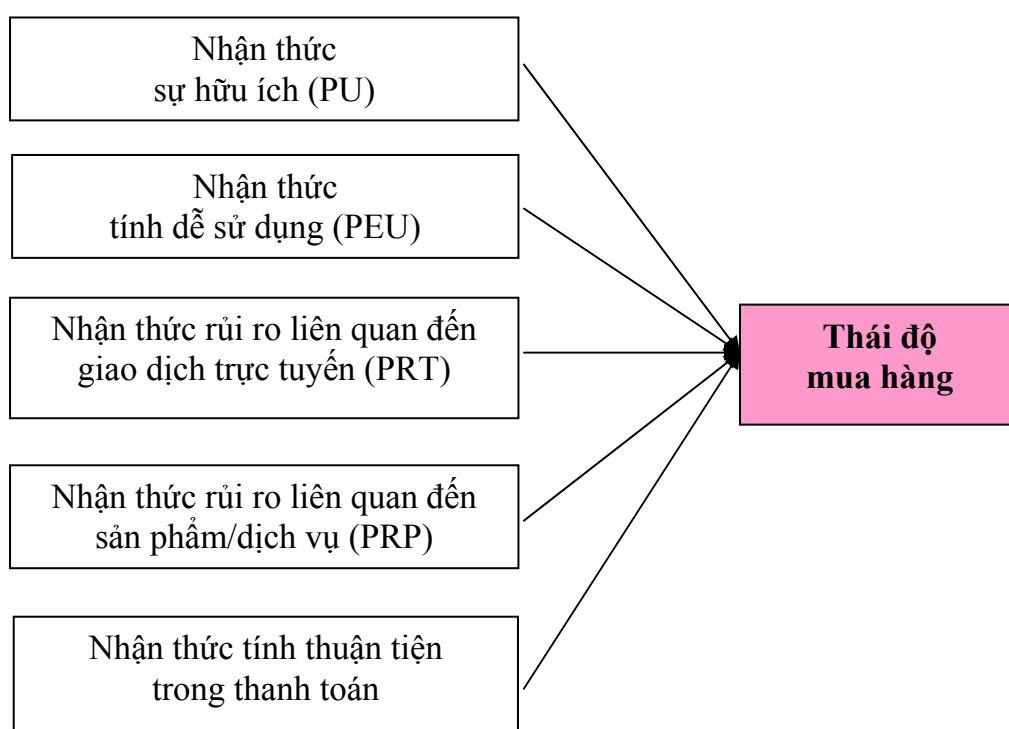 Nhận thức
sự hữu ích (PU)
Nhận thức
tính dễ sử dụng (PEU)
Nhận thức rủi ro liên quan đến
giao dịch trực tuyến (PRT)
Thái độ
mua hàng
Nhận thức rủi ro liên quan đến
sản phẩm/dịch vụ (PRP)
Nhận thức tính thuận tiện
trong thanh toán